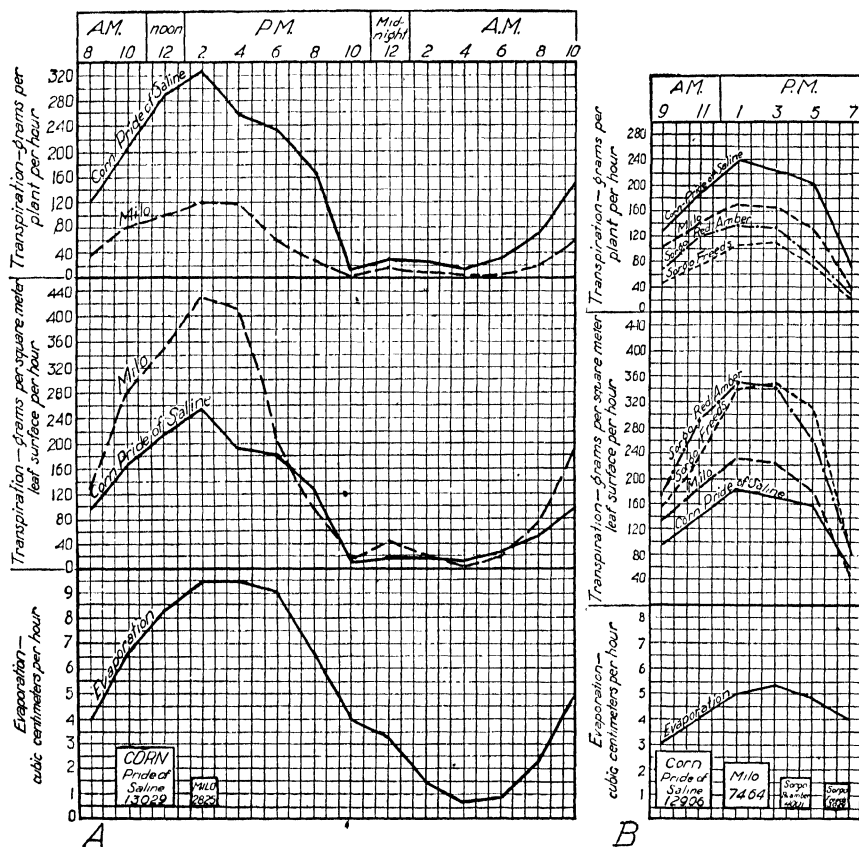 A.M. noon P.M. Mid-night A.M.
8 10 12 2 4 6 8 10 12 2 4 6 8 10
Transpiration-grams per
plant per hour
320
280
240
200
160
120
80
40
0
Corn Pride of Saline
Milo
Transpiration-grams per square meter
leaf surface per hour
440
400
360
320
280
240
200
160
120
80
40
0
Milo
Corn Pride of Saline
Evaporation-
cubic centimeters per hour
9
8
7
6
5
4
3
2
1
0
Evaporation
CORN
Pride of
Saline
13029
MILO
2825
A
A.M. P.M.
9 11 1 3 5 7
Transpiration-grams per
plant per hour
280
240
200
160
120
80
40
0
Corn Pride of Saline
Milo
Sorgo Red Amber
Sorgo Freeds
Transpiration-grams per square meter
leaf surface per hour
440
400
360
320
280
240
200
160
120
80
40
Sorgo Red Amber
Sorgo Freeds
Milo
Corn Pride of Saline
Evaporation-
cubic centimeters per hour
8
7
6
5
4
3
2
1
Evaporation
Corn
Pride of
Saline
12906
Milo
7464
Sorgo
Sorgo
B